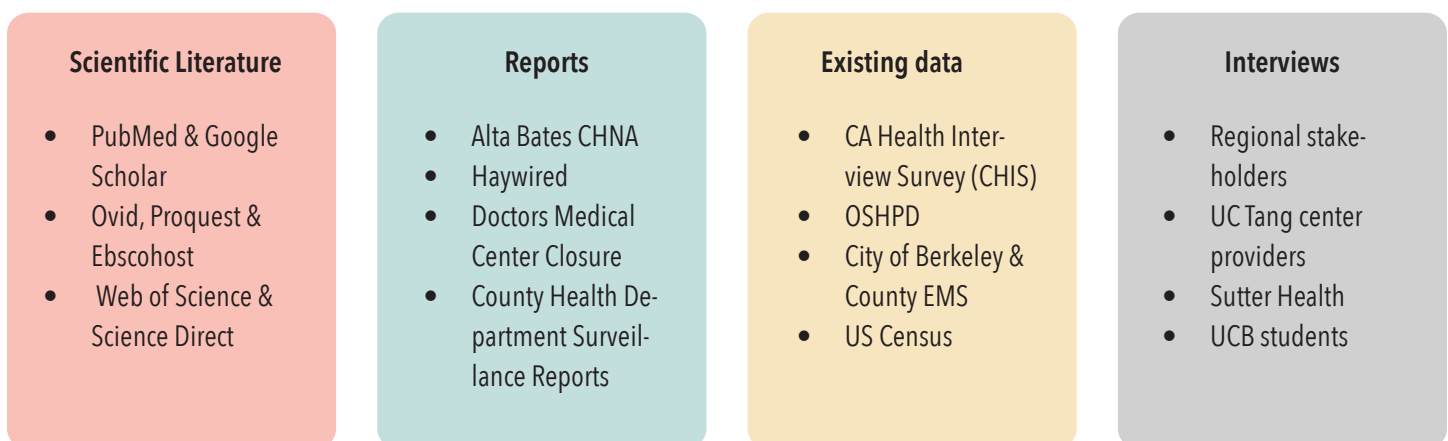 Scientific Literature
• PubMed & Google
Scholar
• Ovid, Proquest &
Ebscohost
• Web of Science &
Science Direct
Reports
• Alta Bates CHNA
• Haywired
• Doctors Medical
Center Closure
• County Health De-
partment Surveil-
lance Reports
Existing data
• CA Health Inter-
view Survey (CHIS)
• OSHPD
• City of Berkeley &
County EMS
• US Census
Interviews
• Regional stake-
holders
• UC Tang center
providers
• Sutter Health
• UCB students